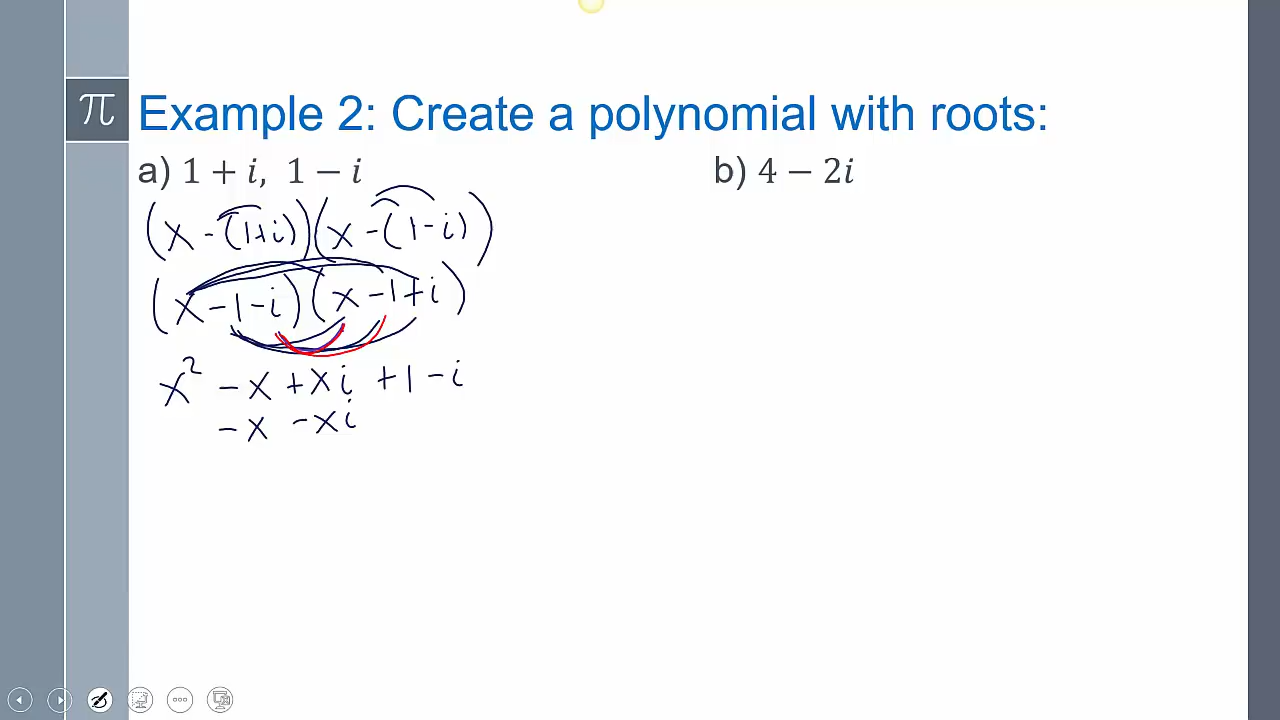 π Example 2: Create a polynomial with roots:
a) 1 + i, 1 − i
b) 4 − 2i
(x - (1+i))(x - (1-i))
(x - 1 - i)(x - 1 + i)
x² - x + xi + 1 - i
- x - xi